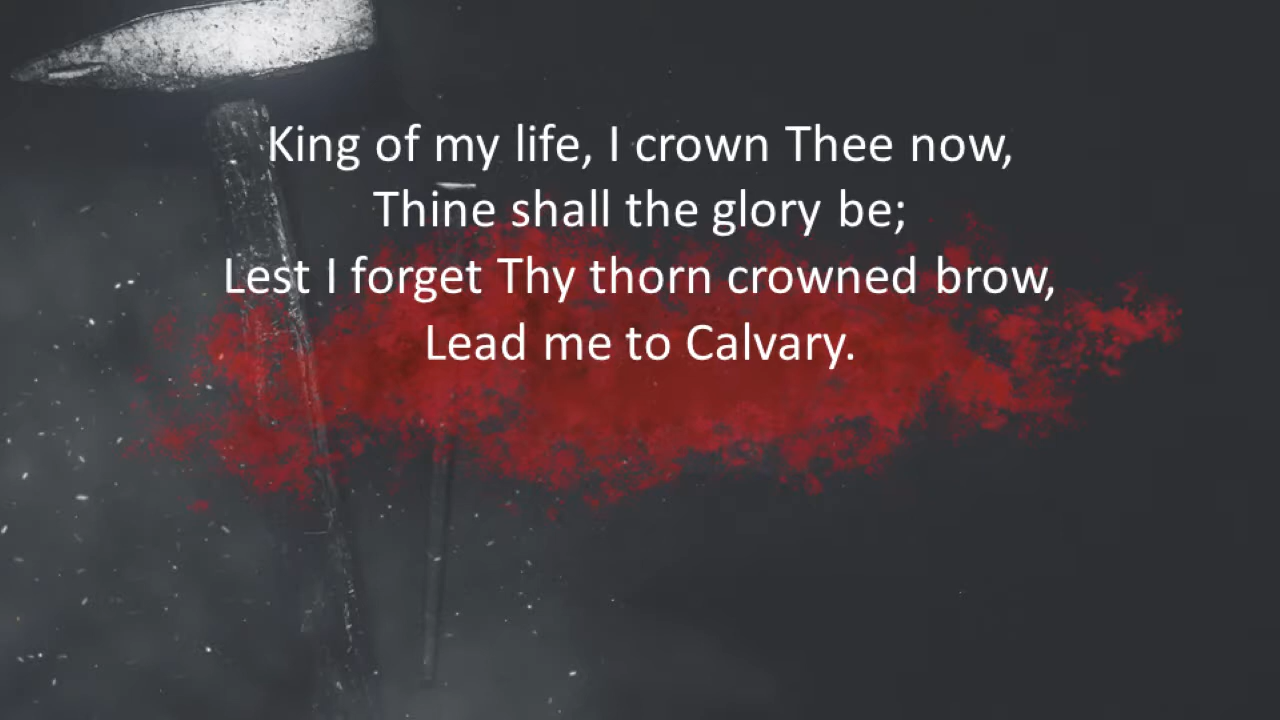 King of my life, I crown Thee now,
Thine shall the glory be;
Lest I forget Thy thorn crowned brow,
Lead me to Calvary.